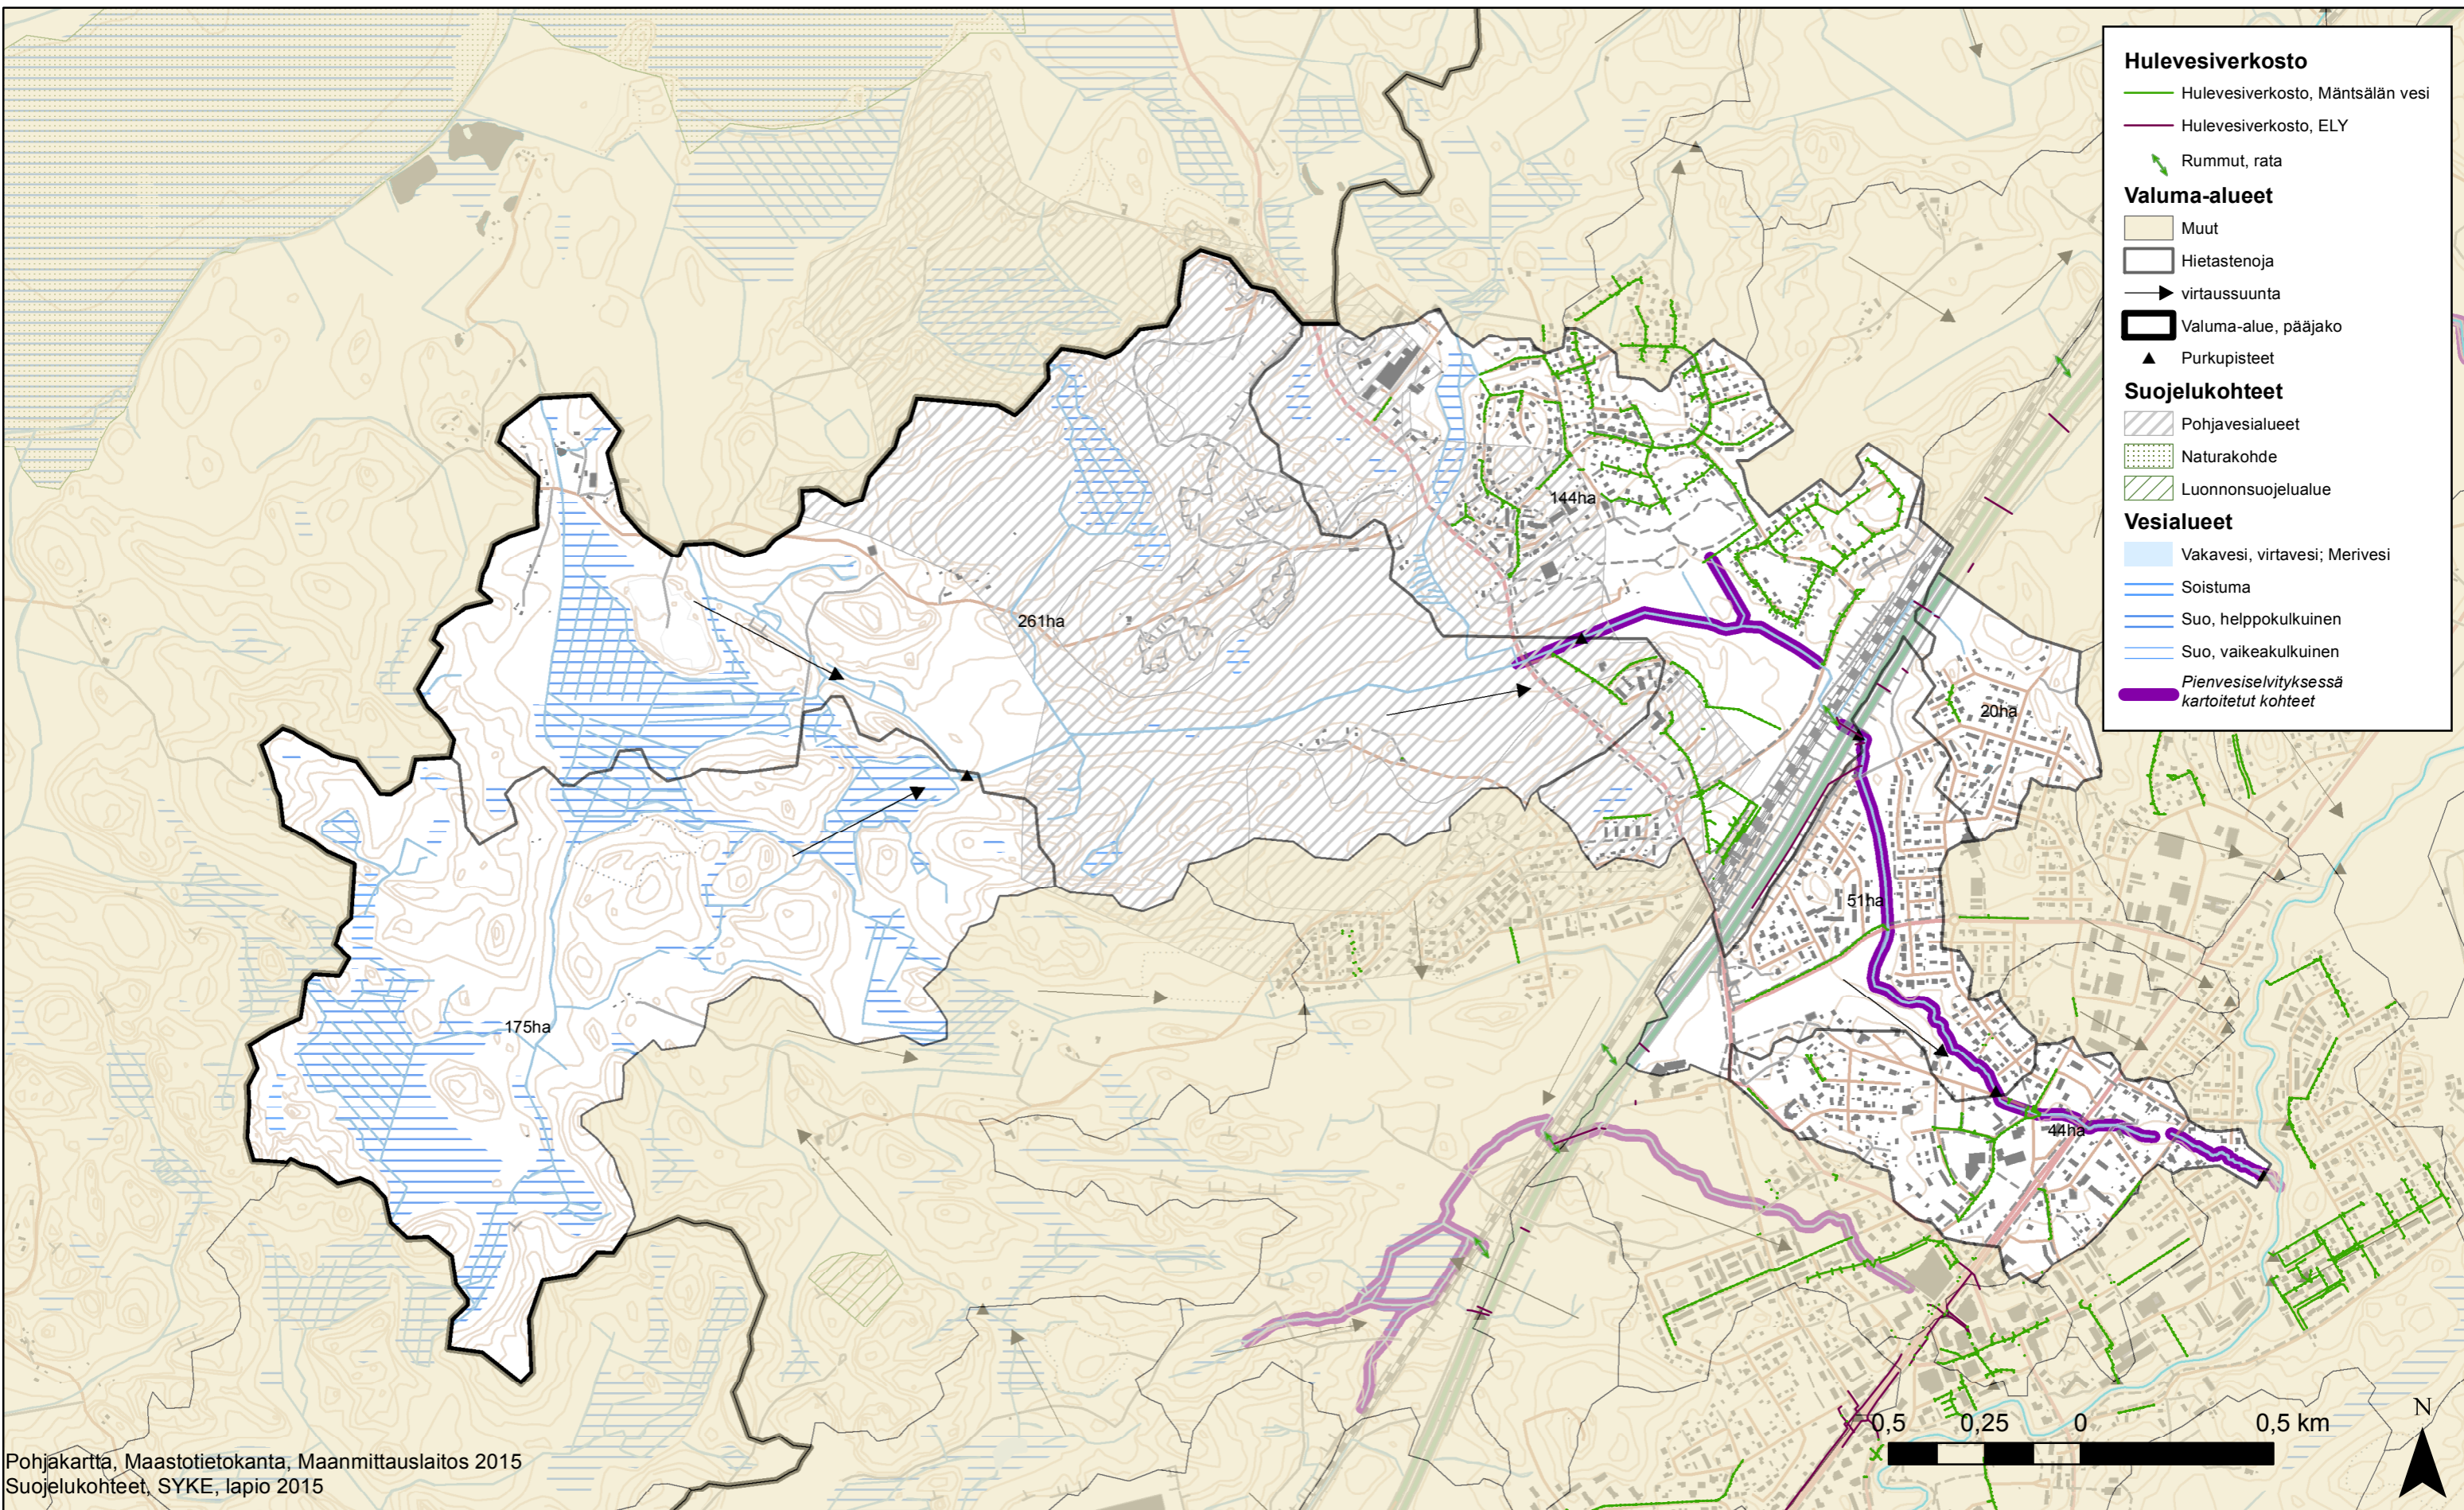 Hulevesiverkosto
Hulevesiverkosto, Mäntsälän vesi
Hulevesiverkosto, ELY
Rummut, rata
Valuma-alueet
Muut
Hietastenoja
virtaussuunta
Valuma-alue, pääjako
Purkupisteet
Suojelukohteet
Pohjavesialueet
Naturakohde
Luonnonsuojelualue
Vesialueet
Vakavesi, virtavesi; Merivesi
Soistuma
Suo, helppokulkuinen
Suo, vaikeakulkuinen
Pienvesiselvityksessä
kartoitetut kohteet
144ha
261ha
20ha
51ha
175ha
44ha
0,5 0,25 0 0,5 km
N
Pohjakartta, Maastotietokanta, Maanmittauslaitos 2015
Suojelukohteet, SYKE, lapio 2015